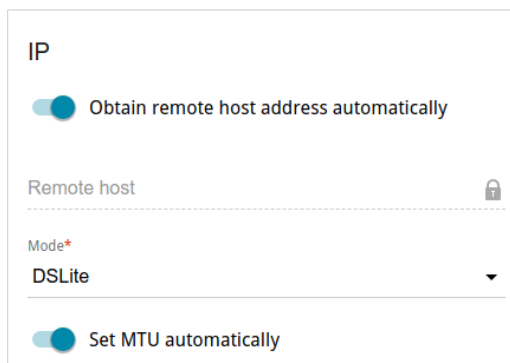 IP
Obtain remote host address automatically
Remote host
Mode*
DSLite
Set MTU automatically